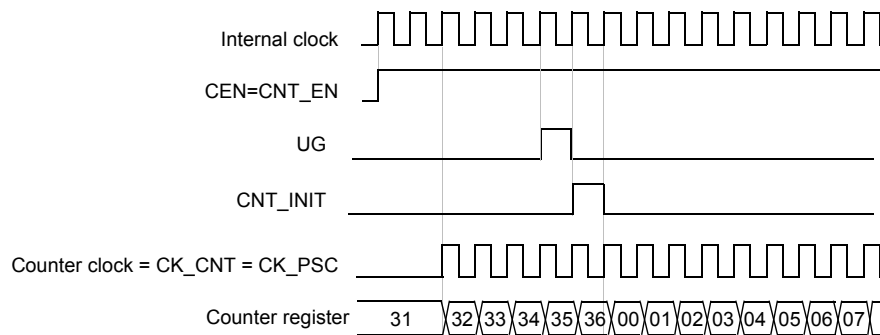 Internal clock
CEN=CNT_EN
UG
CNT_INIT
Counter clock = CK_CNT = CK_PSC
Counter register 31 32 33 34 35 36 00 01 02 03 04 05 06 07